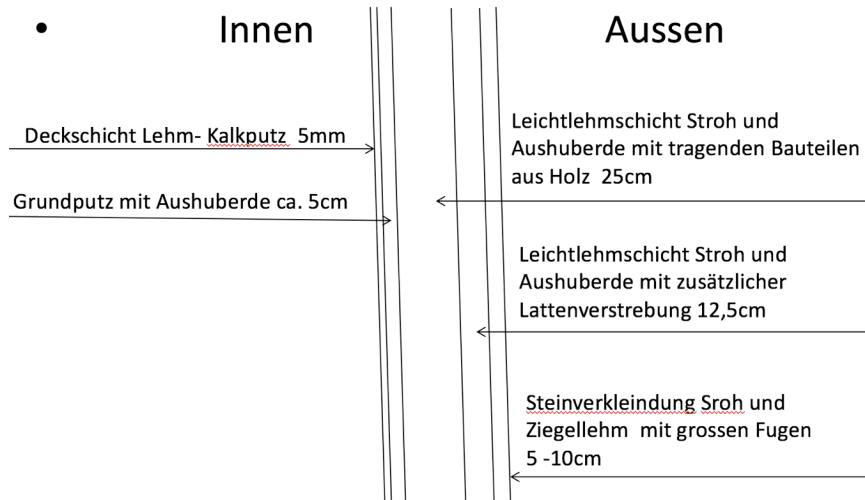 • Innen Aussen
Deckschicht Lehm- Kalkputz 5mm
Grundputz mit Aushuberde ca. 5cm
Leichtlehmschicht Stroh und
Aushuberde mit tragenden Bauteilen
aus Holz 25cm
Leichtlehmschicht Stroh und
Aushuberde mit zusätzlicher
Lattenverstrebung 12,5cm
Steinverkleindung Sroh und
Ziegellehm mit grossen Fugen
5 -10cm